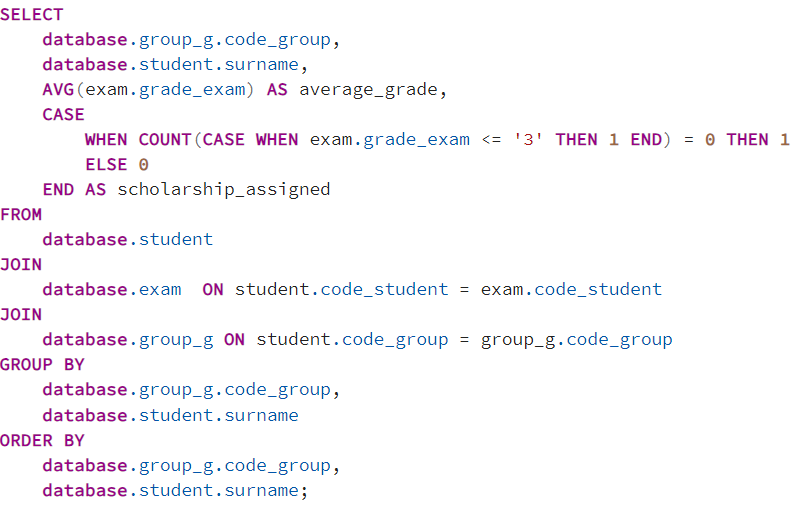 SELECT
    database.group_g.code_group,
    database.student.surname,
    AVG(exam.grade_exam) AS average_grade,
    CASE
        WHEN COUNT(CASE WHEN exam.grade_exam <= '3' THEN 1 END) = 0 THEN 1
        ELSE 0
    END AS scholarship_assigned
FROM
    database.student
JOIN
    database.exam  ON student.code_student = exam.code_student
JOIN
    database.group_g ON student.code_group = group_g.code_group
GROUP BY
    database.group_g.code_group,
    database.student.surname
ORDER BY
    database.group_g.code_group,
    database.student.surname;